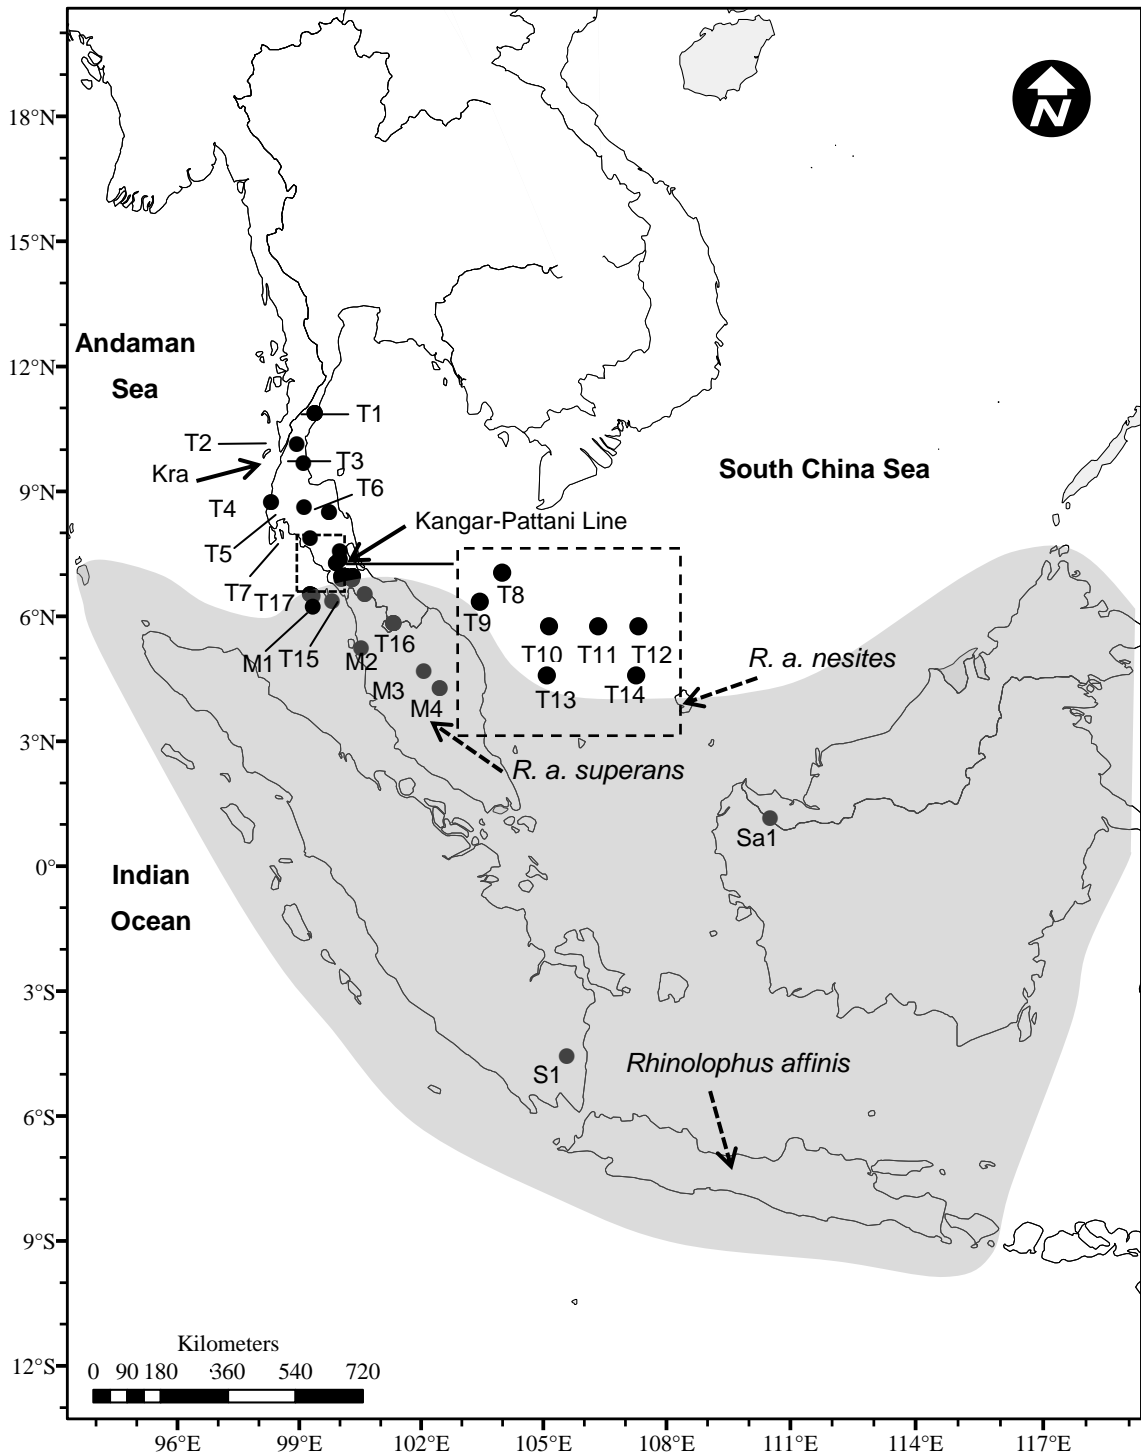 N
18°N
15°N
12°N
9°N
6°N
3°N
0°
3°S
6°S
9°S
12°S
Andaman
Sea
T1
T2
T3
Kra
South China Sea
T6
T4
Kangar-Pattani Line
T5
T7
T8
T17
T9
T16
M1
T15
M2
T10
T11
T12
R. a. nesites
M3
T13
T14
M4
R. a. superans
Sa1
Indian
Ocean
S1
Rhinolophus affinis
Kilometers
0 90 180 360 540 720
96°E 99°E 102°E 105°E 108°E 111°E 114°E 117°E